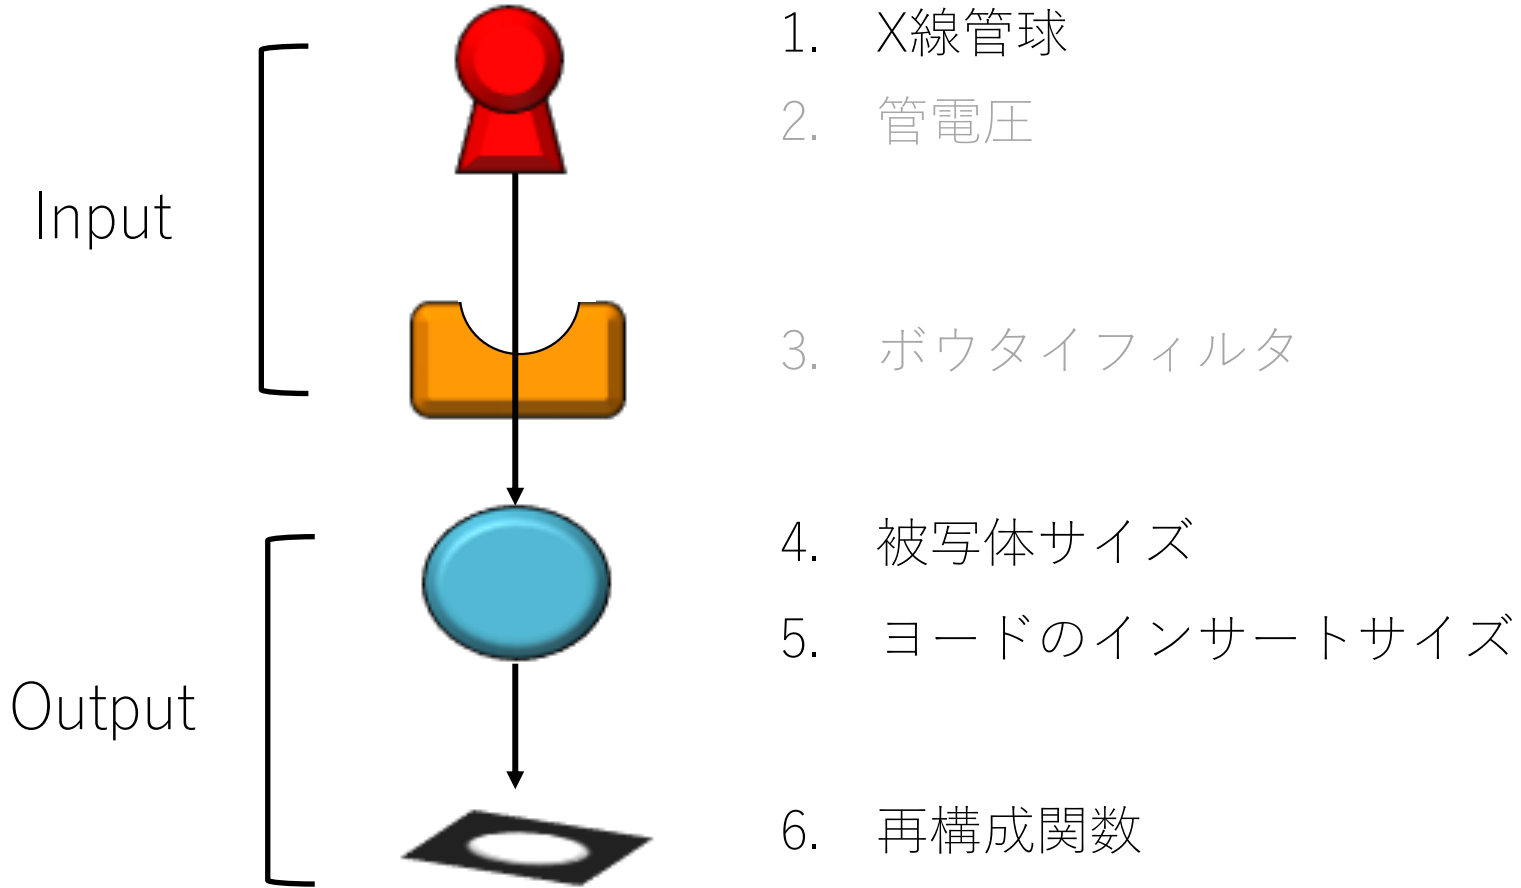 1. X線管球
2. 管電圧
Input
3. ボウタイフィルタ
4. 被写体サイズ
5. ヨードのインサートサイズ
Output
6. 再構成関数